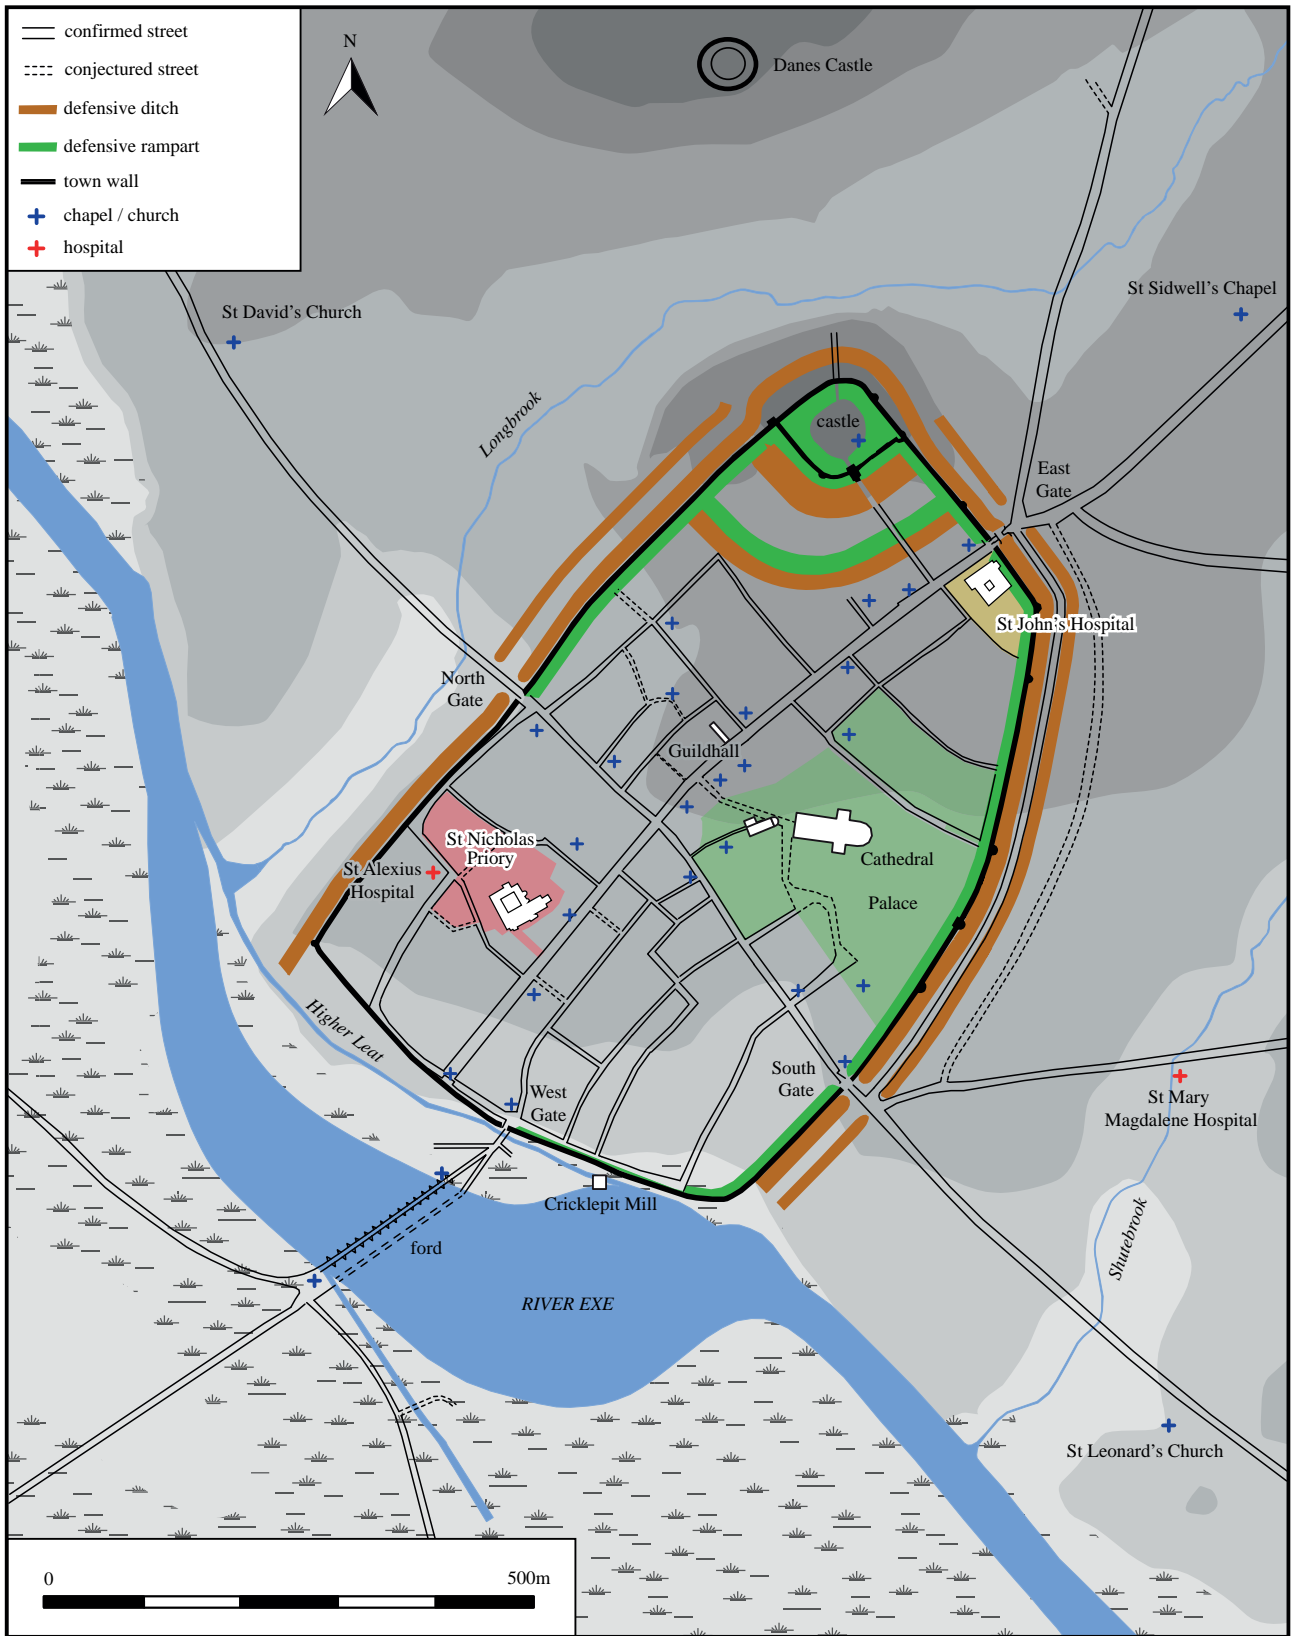 confirmed street
conjectured street
defensive ditch
defensive rampart
town wall
chapel / church
hospital
N
Danes Castle
St David's Church
St Sidwell's Chapel
Longbrook
castle
East
Gate
St John's Hospital
North
Gate
Guildhall
St Nicholas
Priory
St Alexius
Hospital
Cathedral
Palace
Higher Leat
West
Gate
South
Gate
St Mary
Magdalene Hospital
Cricklepit Mill
ford
RIVER EXE
Shutebrook
St Leonard's Church
0
500m